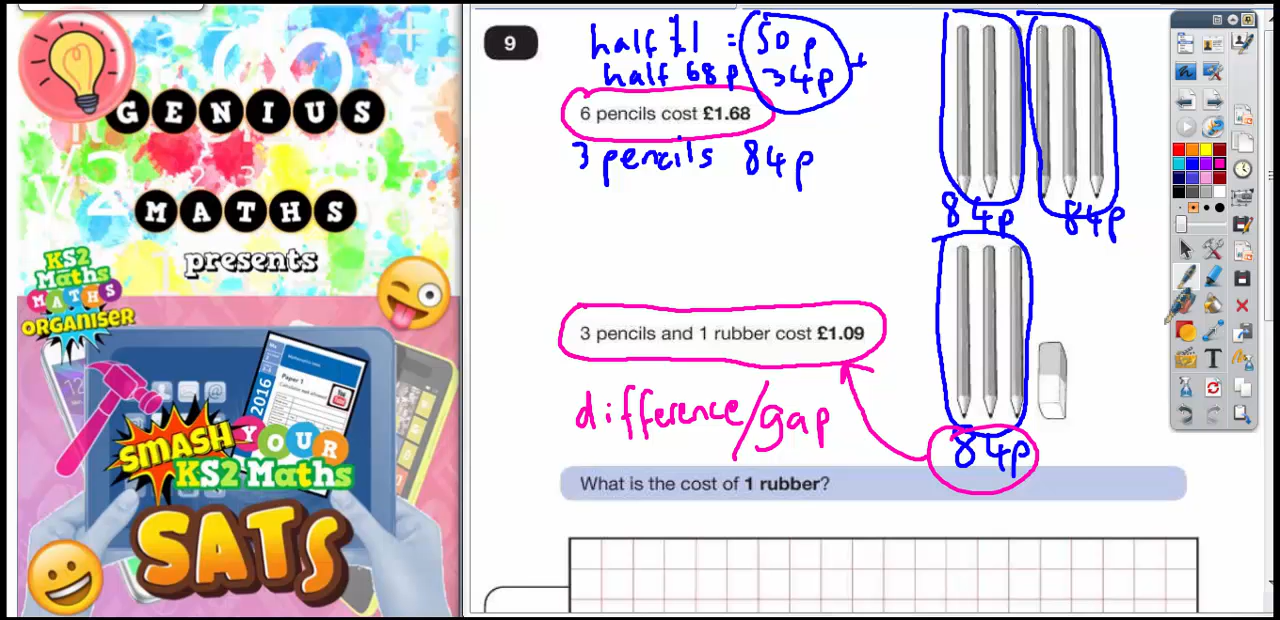 GENIUS
MATHS
presents
KS2
Maths
MATHS
ORGANISER
2016
Paper 1
SMASH YOUR
KS2 Maths
SATS
9
half £1 = 50p
half 68p 34p +
6 pencils cost £1.68
3 pencils 84p
84p 84p
3 pencils and 1 rubber cost £1.09
difference/gap
84p
What is the cost of 1 rubber?
T